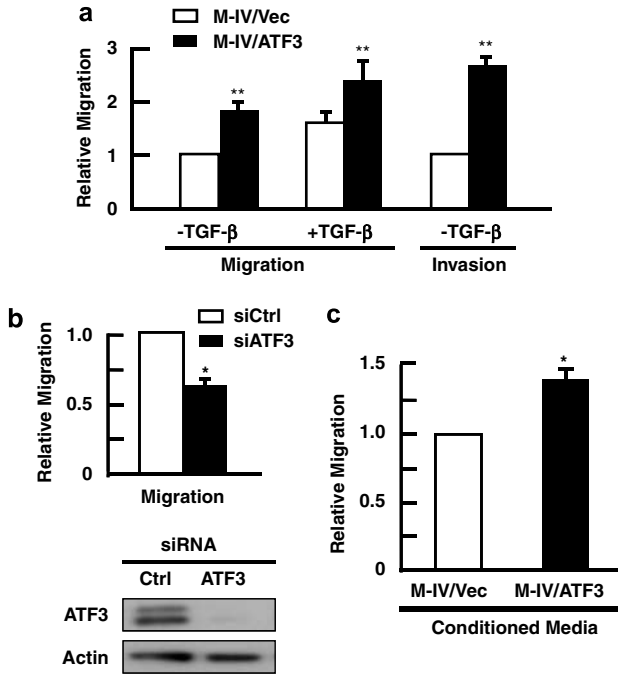 a
M-IV/Vec
M-IV/ATF3
Relative Migration
3
2
1
0
**
**
**
-TGF-β
+TGF-β
-TGF-β
Migration
Invasion
b
siCtrl
siATF3
Relative Migration
1.0
0.5
0
*
Migration
siRNA
Ctrl
ATF3
ATF3
Actin
c
Relative Migration
1.5
1.0
0.5
0
*
M-IV/Vec
M-IV/ATF3
Conditioned Media